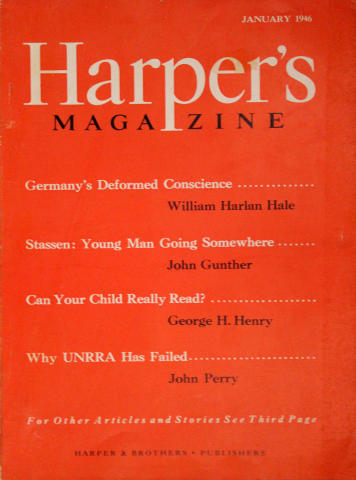 JANUARY 1946
Harper's
MAGAZINE
Germany's Deformed Conscience ..............
William Harlan Hale
Stassen: Young Man Going Somewhere .......
John Gunther
Can Your Child Really Read? ...................
George H. Henry
Why UNRRA Has Failed.......................
John Perry
For Other Articles and Stories See Third Page
HARPER & BROTHERS • PUBLISHERS